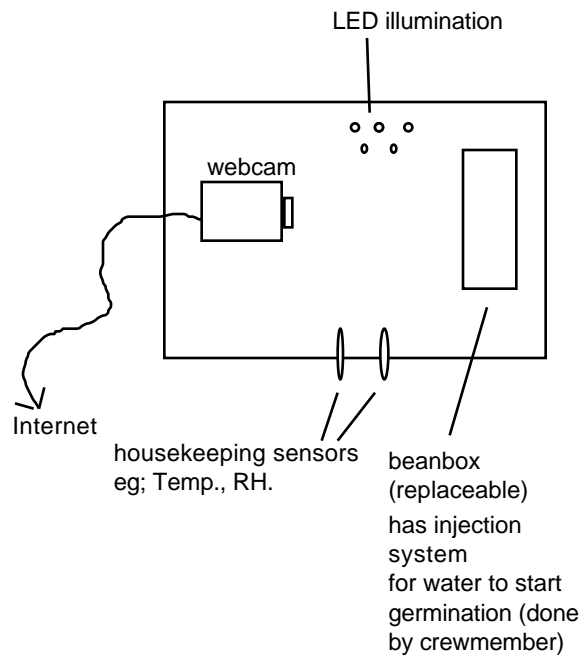 LED illumination
webcam
Internet
housekeeping sensors
eg; Temp., RH.
beanbox
(replaceable)
has injection
system
for water to start
germination (done
by crewmember)